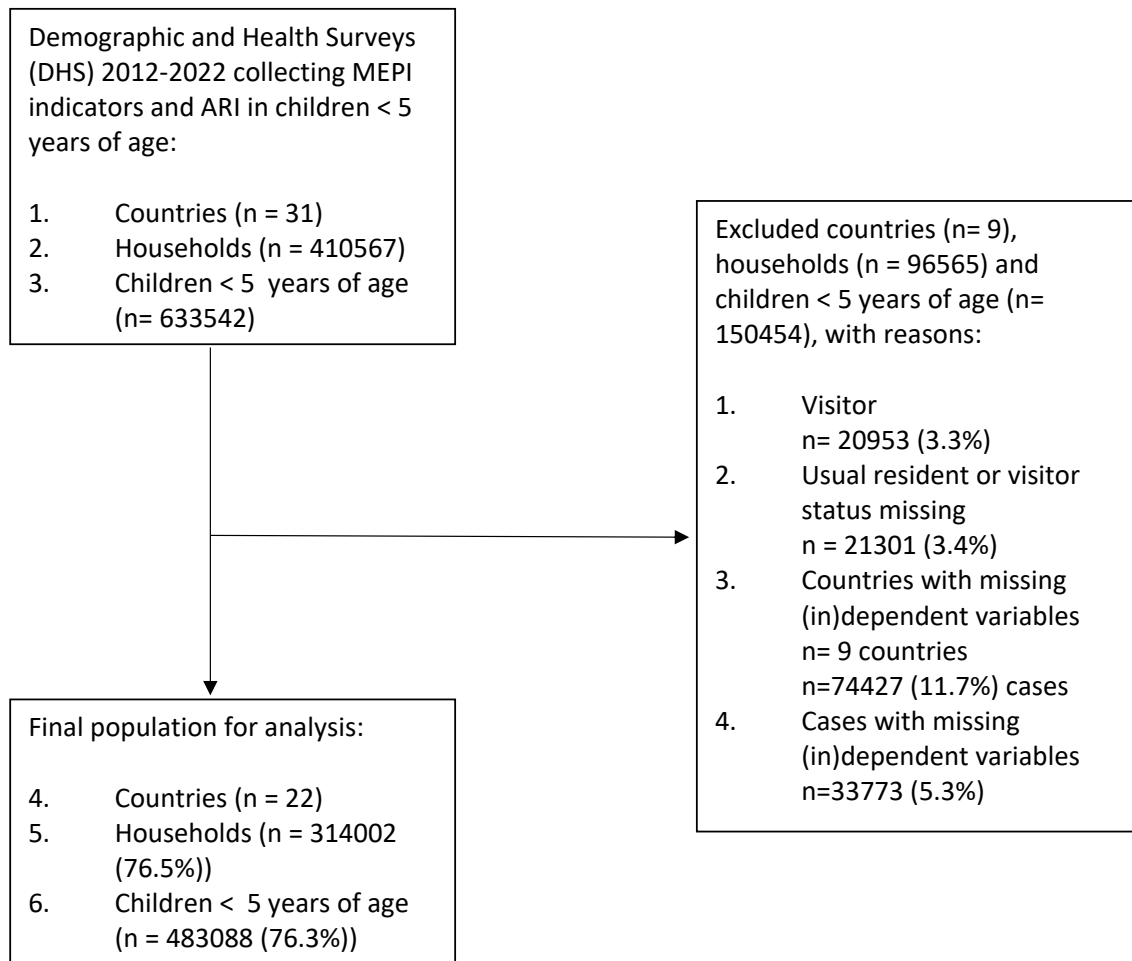 Demographic and Health Surveys
(DHS) 2012-2022 collecting MEPI
indicators and ARI in children < 5
years of age:
1. Countries (n = 31)
2. Households (n = 410567)
3. Children < 5 years of age
(n= 633542)
Excluded countries (n= 9),
households (n = 96565) and
children < 5 years of age (n=
150454), with reasons:
1. Visitor
n= 20953 (3.3%)
2. Usual resident or visitor
status missing
n = 21301 (3.4%)
3. Countries with missing
(in)dependent variables
n= 9 countries
n=74427 (11.7%) cases
4. Cases with missing
(in)dependent variables
n=33773 (5.3%)
Final population for analysis:
4. Countries (n = 22)
5. Households (n = 314002
(76.5%))
6. Children < 5 years of age
(n = 483088 (76.3%))